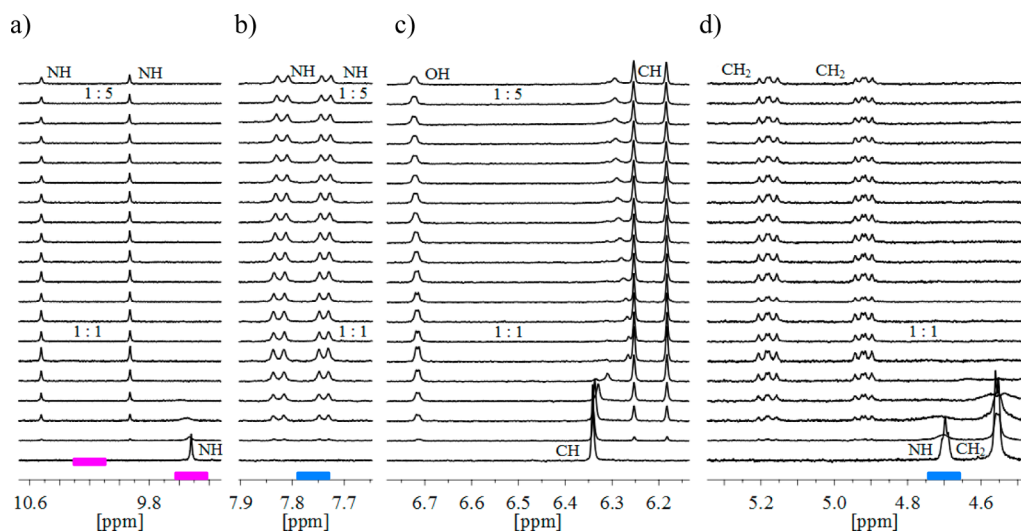 a) b) c) d)
NH NH NH NH OH CH CH₂ CH₂
1 : 5 1 : 5 1 : 5
1 : 1 1 : 1 1 : 1 1 : 1
NH CH NH CH₂
10.6 9.8 7.9 7.8 7.7 6.7 6.6 6.5 6.4 6.3 6.2 5.2 5.0 4.8 4.6
[ppm] [ppm] [ppm] [ppm]